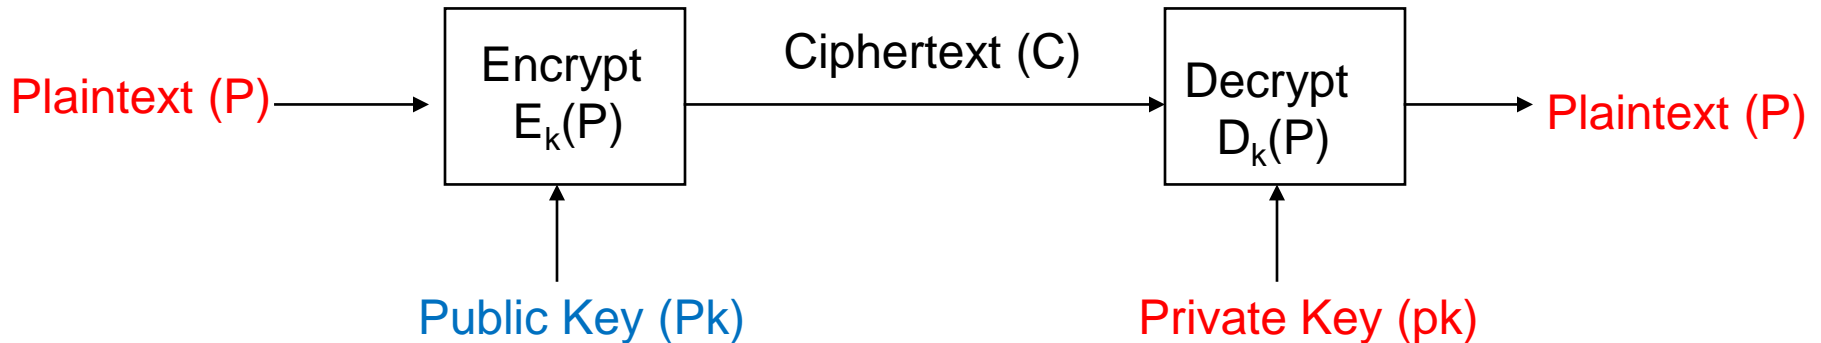 Plaintext (P)
Encrypt
Eₖ(P)
Ciphertext (C)
Decrypt
Dₖ(P)
Plaintext (P)
Public Key (Pk)
Private Key (pk)